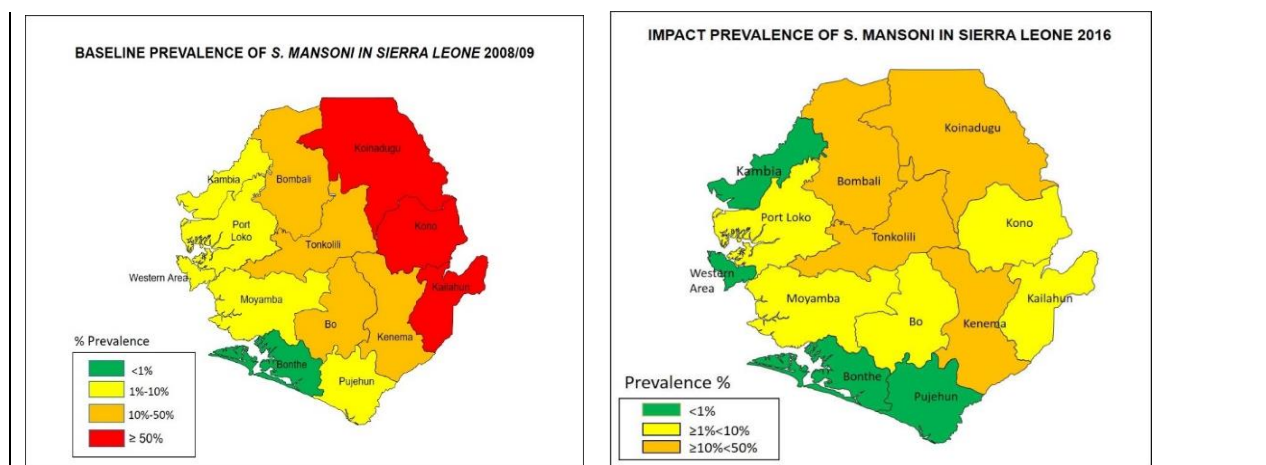 BASELINE PREVALENCE OF S. MANSONI IN SIERRA LEONE 2008/09
Koinadugu
Bombali
Kambia
Port
Loko
Kono
Tonkolili
Western Area
Kailahun
Moyamba
Bo
Kenema
Bonthe
Pujehun
% Prevalence
<1%
1%-10%
10%-50%
≥ 50%
IMPACT PREVALENCE OF S. MANSONI IN SIERRA LEONE 2016
Koinadugu
Kambia
Bombali
Port Loko
Kono
Tonkolili
Western
Area
Moyamba
Kailahun
Bo
Kenema
Bonthe
Pujehun
Prevalence %
<1%
≥1%<10%
≥10%<50%